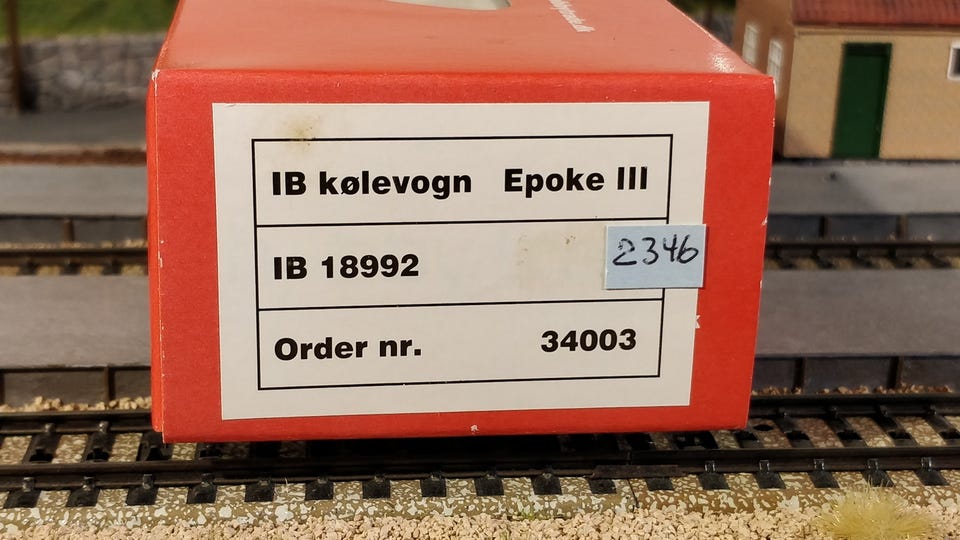 IB kølevogn Epoke III
IB 18992
2346
Order nr. 34003